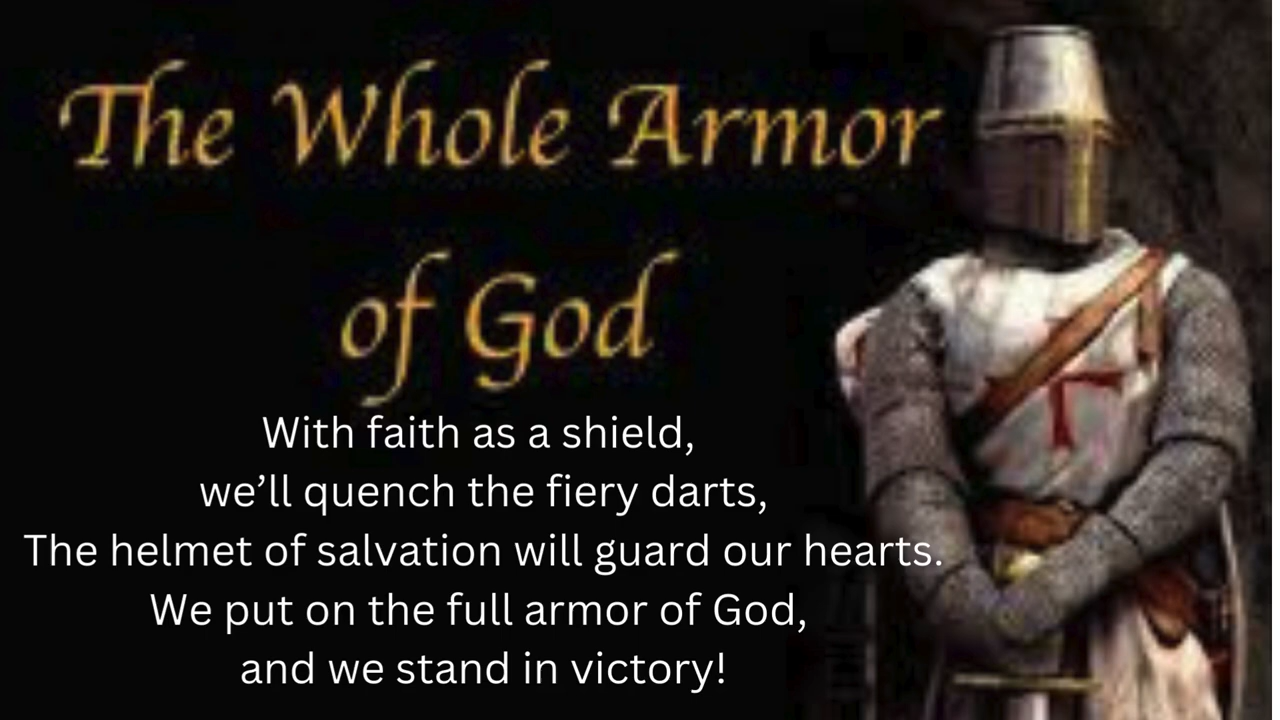 The Whole Armor
of God
With faith as a shield,
we’ll quench the fiery darts,
The helmet of salvation will guard our hearts.
We put on the full armor of God,
and we stand in victory!